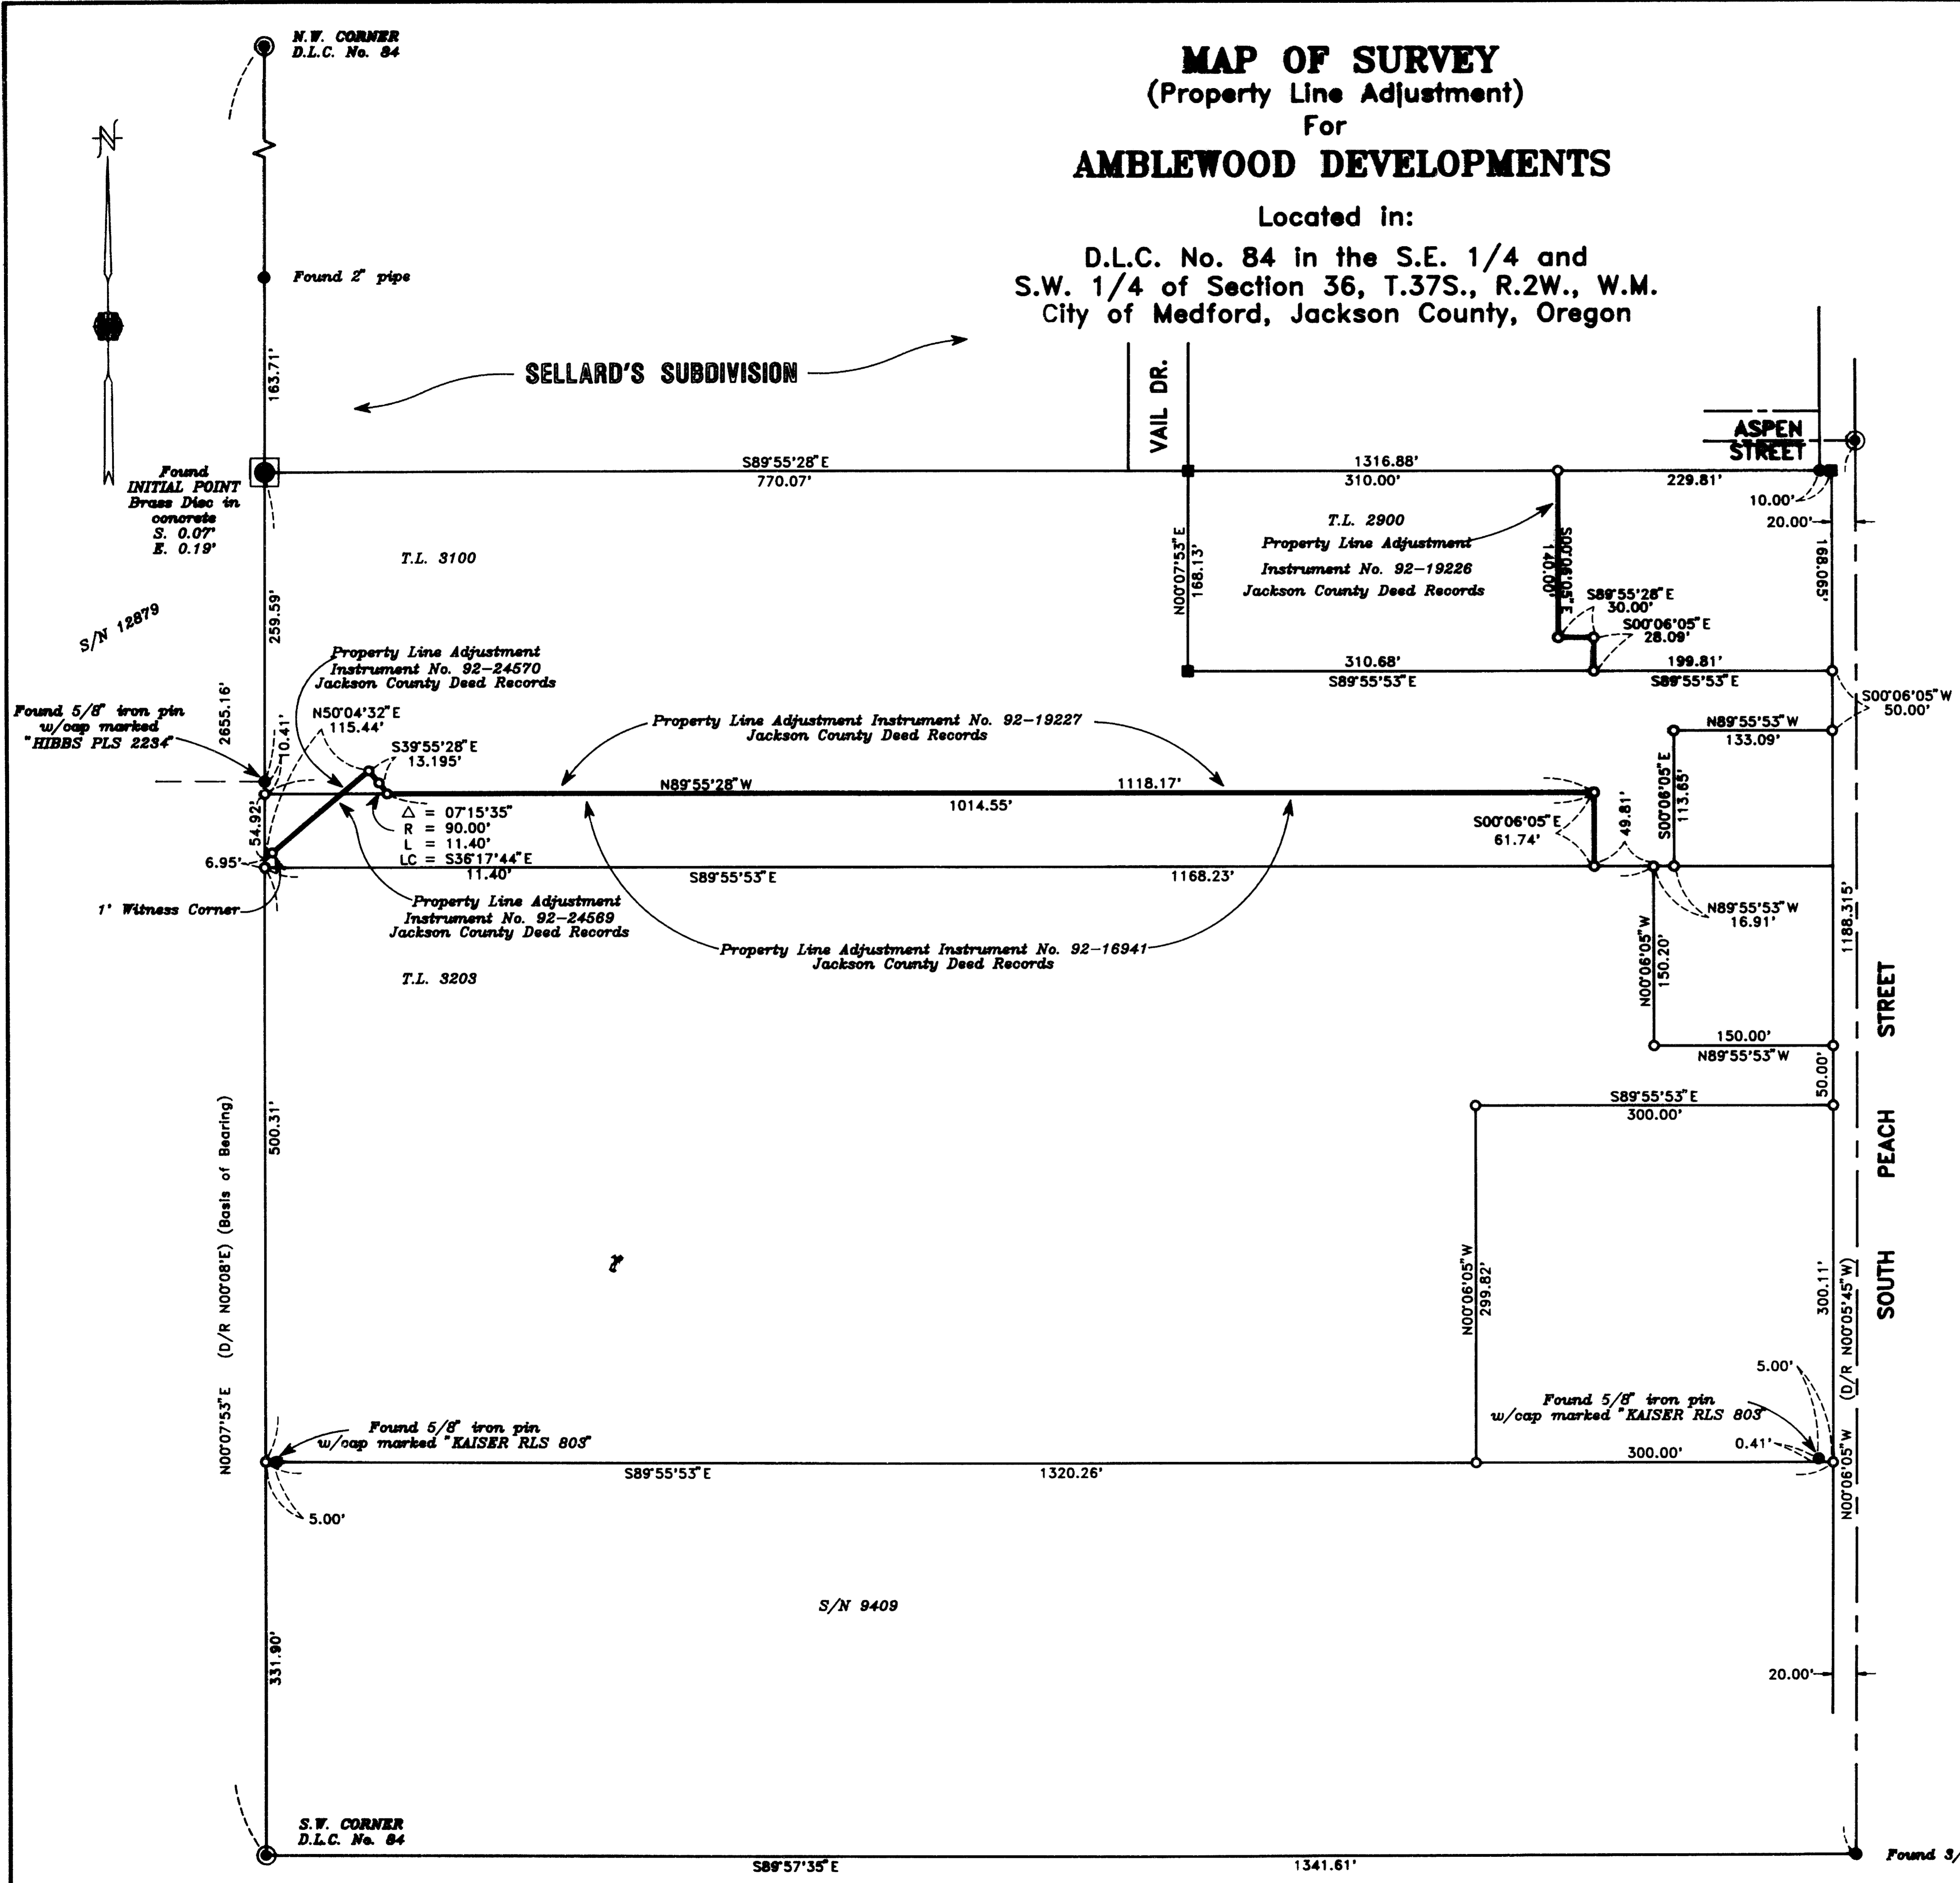 N.W. CORNER
D.L.C. No. 84
MAP OF SURVEY
(Property Line Adjustment)
For
AMBLEWOOD DEVELOPMENTS
Located in:
D.L.C. No. 84 in the S.E. 1/4 and
S.W. 1/4 of Section 36, T.37S., R.2W., W.M.
City of Medford, Jackson County, Oregon
N
Found 2" pipe
163.71'
SELLARD'S SUBDIVISION
VAIL DR.
ASPEN
STREET
Found
INITIAL POINT
Brass Disc in
concrete
S. 0.07'
E. 0.19'
S89°55'28"E
770.07'
1316.88'
310.00'
229.81'
10.00'
20.00'
T.L. 3100
T.L. 2900
Property Line Adjustment
Instrument No. 92-19226
Jackson County Deed Records
N00°07'53"E
168.13'
S00°06'05"E
140.00'
168.065'
S89°55'28"E
30.00'
S00°06'05"E
28.09'
S/N 12879
259.59'
2655.16'
310.68'
S89°55'53"E
199.81'
S89°55'53"E
S00°06'05"W
50.00'
Property Line Adjustment
Instrument No. 92-24570
Jackson County Deed Records
Found 5/8" iron pin
w/cap marked
"HIBBS PLS 2234"
10.41'
N50°04'32"E
115.44'
S39°55'28"E
13.195'
Property Line Adjustment Instrument No. 92-19227
Jackson County Deed Records
N89°55'53"W
133.09'
S00°06'05"E
113.65'
N89°55'28"W
1118.17'
1014.55'
54.92'
△ = 07°15'35"
R = 90.00'
L = 11.40'
LC = S36°17'44"E
11.40'
S00°06'05"E
61.74'
49.81'
6.95'
S89°55'53"E
1168.23'
1' Witness Corner
Property Line Adjustment
Instrument No. 92-24569
Jackson County Deed Records
Property Line Adjustment Instrument No. 92-16941
Jackson County Deed Records
N89°55'53"W
16.91'
T.L. 3203
N00°06'05"W
150.20'
1188.315'
150.00'
N89°55'53"W
50.00'
SOUTH PEACH STREET
S89°55'53"E
300.00'
500.31'
N00°07'53"E (D/R N00°08'E) (Basis of Bearing)
N00°06'05"W
299.82'
300.11'
N00°06'05"W (D/R N00°05'45"W)
5.00'
Found 5/8" iron pin
w/cap marked "KAISER RLS 803"
Found 5/8" iron pin
w/cap marked "KAISER RLS 803"
0.41'
S89°55'53"E
1320.26'
300.00'
5.00'
S/N 9409
331.90'
20.00'
S.W. CORNER
D.L.C. No. 84
S89°57'35"E
1341.61'
Found 3/